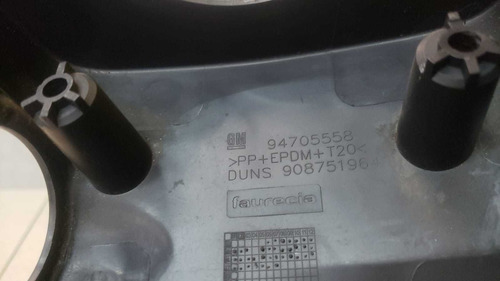 GM 94705558
>PP+EPDM+T20<
DUNS 90875196
faurecia